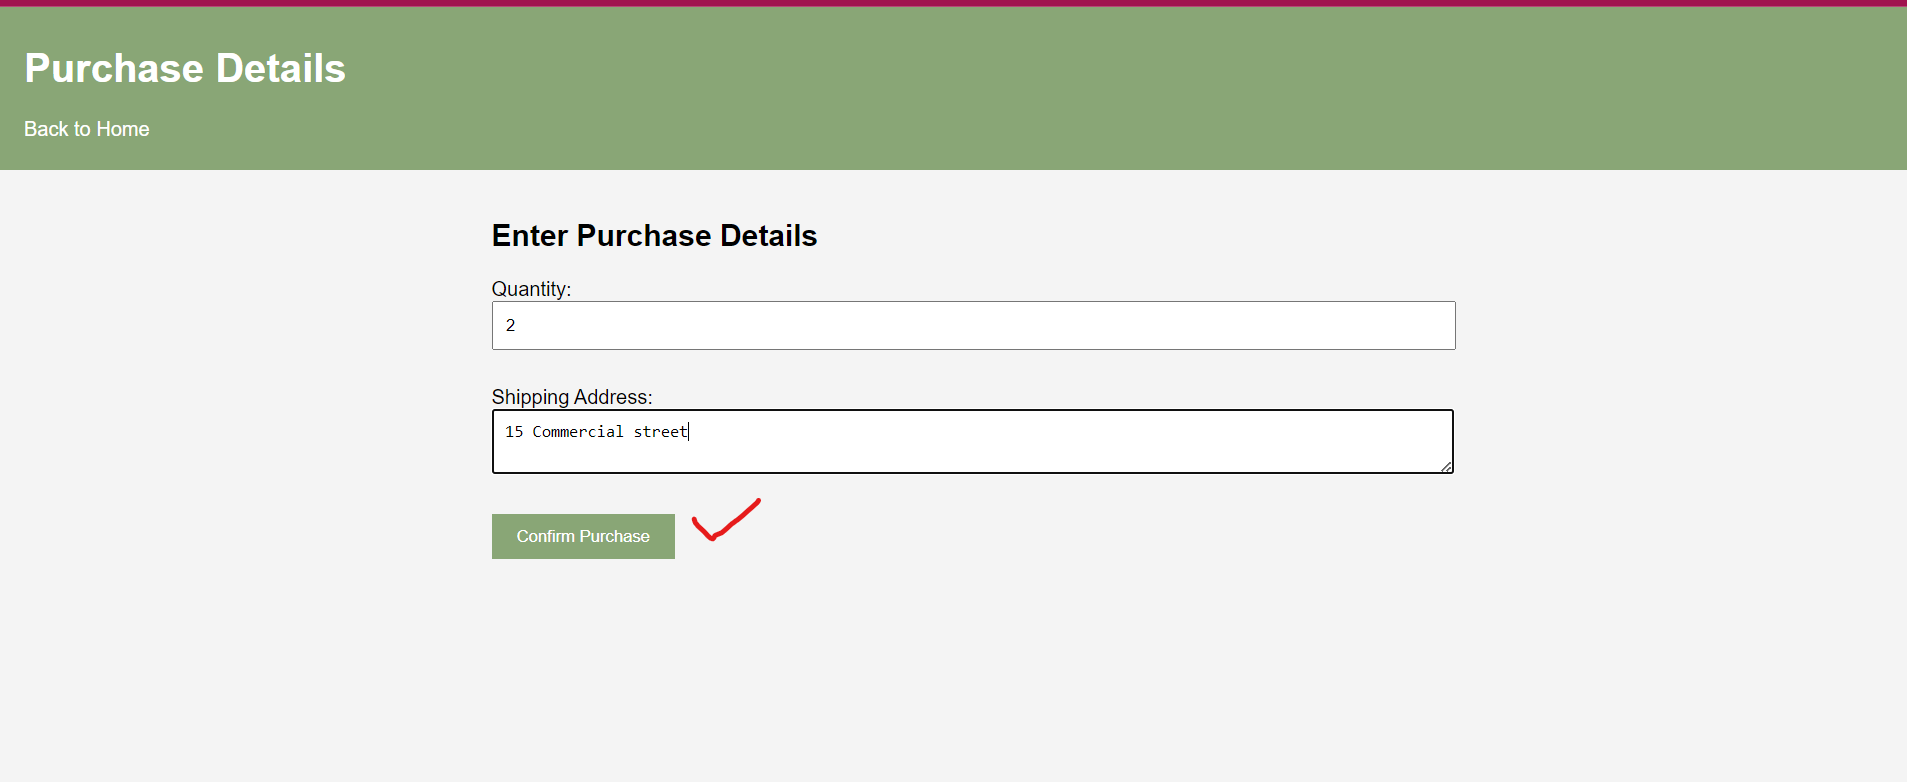 Purchase Details
Back to Home
Enter Purchase Details
Quantity:
2
Shipping Address:
15 Commercial street
Confirm Purchase